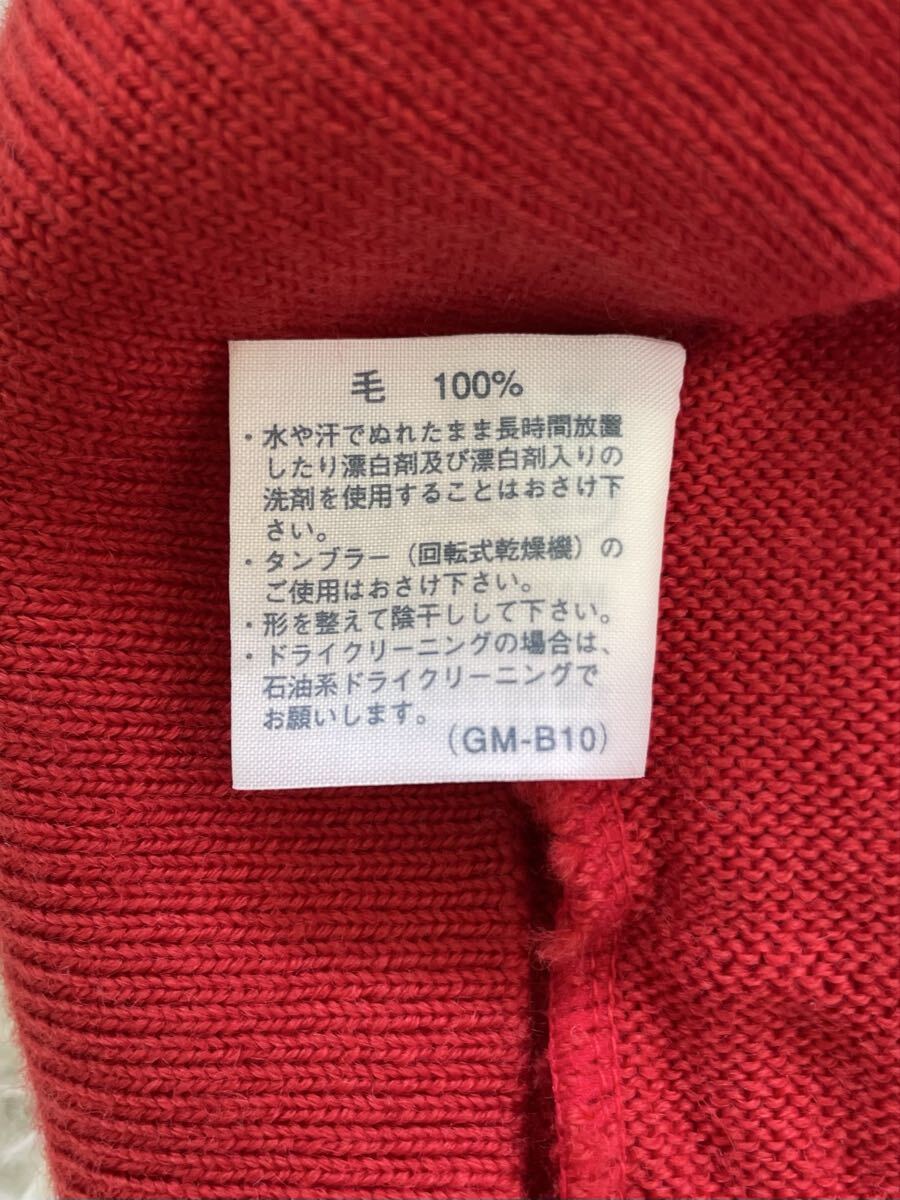 毛 100%
・水や汗でぬれたまま長時間放置
したり漂白剤及び漂白剤入りの
洗剤を使用することはおさけ下
さい。
・タンブラー（回転式乾燥機）の
ご使用はおさけ下さい。
・形を整えて陰干しして下さい。
・ドライクリーニングの場合は、
石油系ドライクリーニングで
お願いします。
(GM-B10)